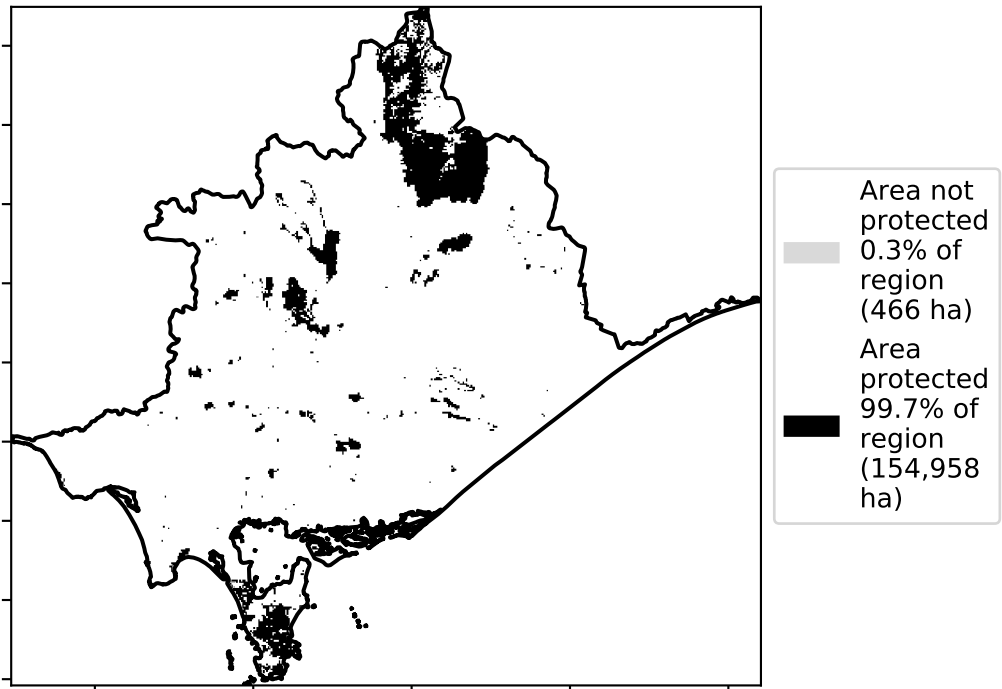 Area not
protected
0.3% of
region
(466 ha)
Area
protected
99.7% of
region
(154,958
ha)